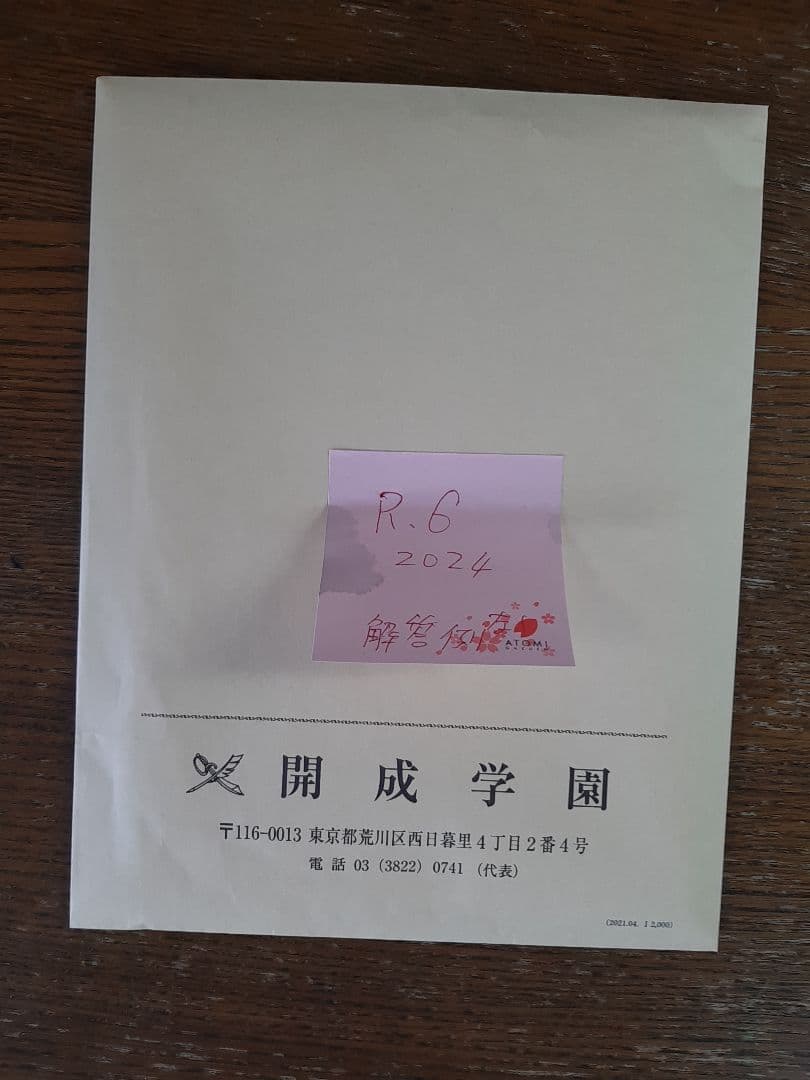 R.6
2024
解答例有り
ATOMI
開成学園
〒116-0013 東京都荒川区西日暮里4丁目2番4号
電話 03 (3822) 0741 (代表)
(2021.04. 12,000)